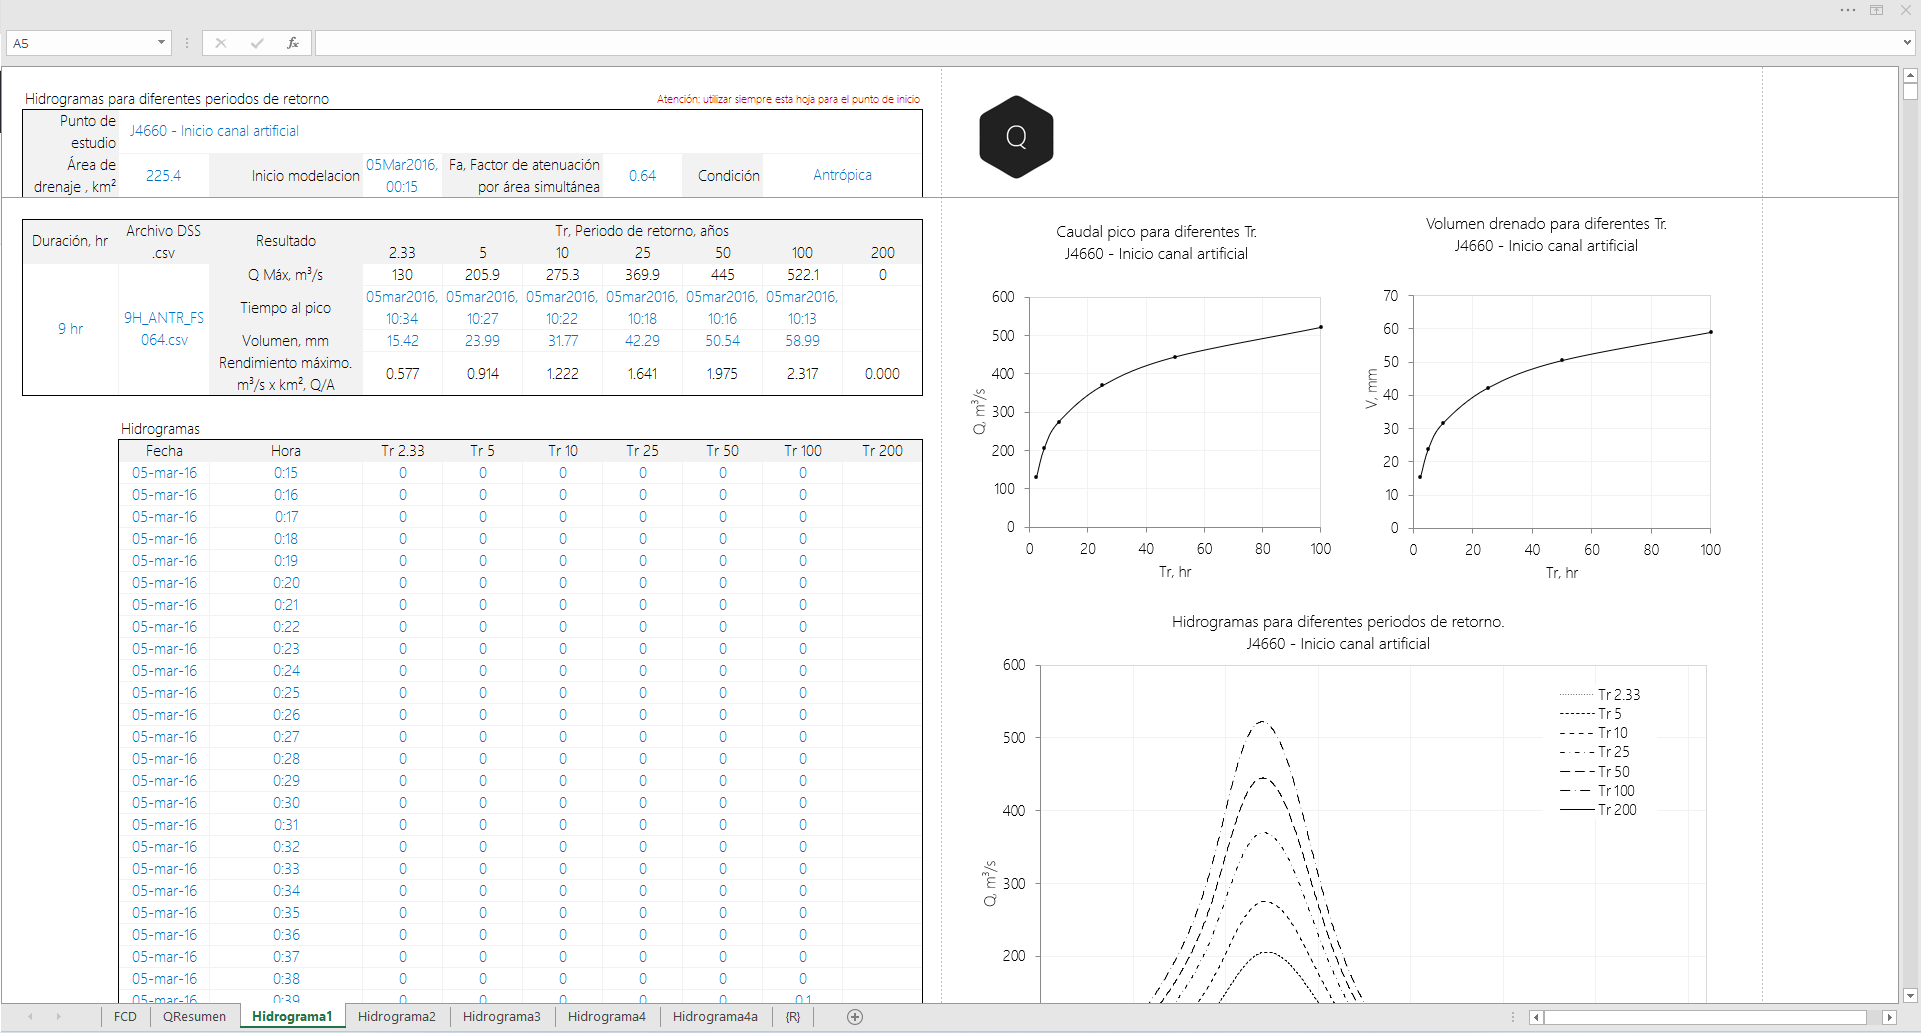 A5
fx
Hidrogramas para diferentes periodos de retorno
Atención: utilizar siempre esta hoja para el punto de inicio
Punto de estudio J4660 - Inicio canal artificial
Área de drenaje , km² 225.4 Inicio modelacion 05Mar2016, 00:15 Fa, Factor de atenuación por área simultánea 0.64 Condición Antrópica
Q
Duración, hr Archivo DSS .csv Resultado Tr, Periodo de retorno, años
2.33 5 10 25 50 100 200
9 hr 9H_ANTR_FS064.csv
Q Máx, m³/s 130 205.9 275.3 369.9 445 522.1 0
Tiempo al pico 05mar2016, 10:34 05mar2016, 10:27 05mar2016, 10:22 05mar2016, 10:18 05mar2016, 10:16 05mar2016, 10:13
Volumen, mm 15.42 23.99 31.77 42.29 50.54 58.99
Rendimiento máximo. m³/s x km², Q/A 0.577 0.914 1.222 1.641 1.975 2.317 0.000
Hidrogramas
Fecha Hora Tr 2.33 Tr 5 Tr 10 Tr 25 Tr 50 Tr 100 Tr 200
05-mar-16 0:15 0 0 0 0 0 0
05-mar-16 0:16 0 0 0 0 0 0
05-mar-16 0:17 0 0 0 0 0 0
05-mar-16 0:18 0 0 0 0 0 0
05-mar-16 0:19 0 0 0 0 0 0
05-mar-16 0:20 0 0 0 0 0 0
05-mar-16 0:21 0 0 0 0 0 0
05-mar-16 0:22 0 0 0 0 0 0
05-mar-16 0:23 0 0 0 0 0 0
05-mar-16 0:24 0 0 0 0 0 0
05-mar-16 0:25 0 0 0 0 0 0
05-mar-16 0:26 0 0 0 0 0 0
05-mar-16 0:27 0 0 0 0 0 0
05-mar-16 0:28 0 0 0 0 0 0
05-mar-16 0:29 0 0 0 0 0 0
05-mar-16 0:30 0 0 0 0 0 0
05-mar-16 0:31 0 0 0 0 0 0
05-mar-16 0:32 0 0 0 0 0 0
05-mar-16 0:33 0 0 0 0 0 0
05-mar-16 0:34 0 0 0 0 0 0
05-mar-16 0:35 0 0 0 0 0 0
05-mar-16 0:36 0 0 0 0 0 0
05-mar-16 0:37 0 0 0 0 0 0
05-mar-16 0:38 0 0 0 0 0 0
05-mar-16 0:39 0 0 0 0 0 0.1
Caudal pico para diferentes Tr.
J4660 - Inicio canal artificial
600
500
400
300
200
100
0
Q, m³/s
0 20 40 60 80 100
Tr, hr
Volumen drenado para diferentes Tr.
J4660 - Inicio canal artificial
70
60
50
40
30
20
10
0
V, mm
0 20 40 60 80 100
Tr, hr
Hidrogramas para diferentes periodos de retorno.
J4660 - Inicio canal artificial
600
500
400
300
200
Q, m³/s
Tr 2.33
Tr 5
Tr 10
Tr 25
Tr 50
Tr 100
Tr 200
FCD QResumen Hidrograma1 Hidrograma2 Hidrograma3 Hidrograma4 Hidrograma4a {R}